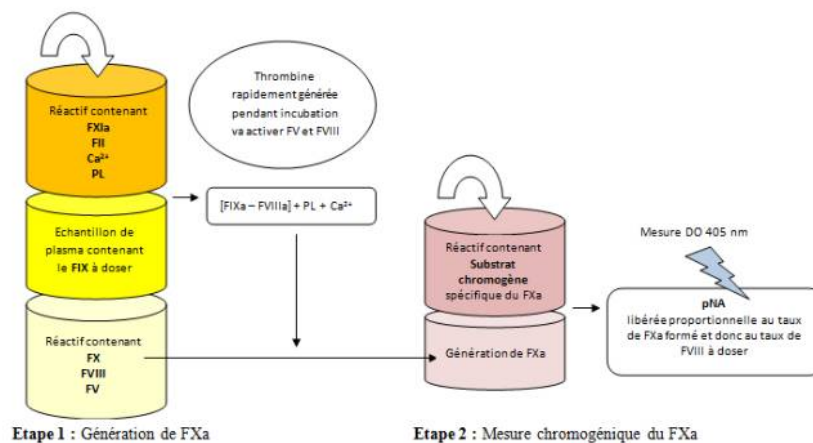 Réactif contenant
FXIa
FII
Ca²⁺
PL
Echantillon de
plasma contenant
le FIX à doser
Réactif contenant
FX
FVIII
FV
Thrombine
rapidement générée
pendant incubation
va activer FV et FVIII
[FIXa – FVIIIa] + PL + Ca²⁺
Réactif contenant
Substrat
chromogène
spécifique du FXa
Génération de FXa
Mesure DO 405 nm
pNA
libérée proportionnelle au taux
de FXa formé et donc au taux de
FVIII à doser
Etape 1 : Génération de FXa
Etape 2 : Mesure chromogénique du FXa